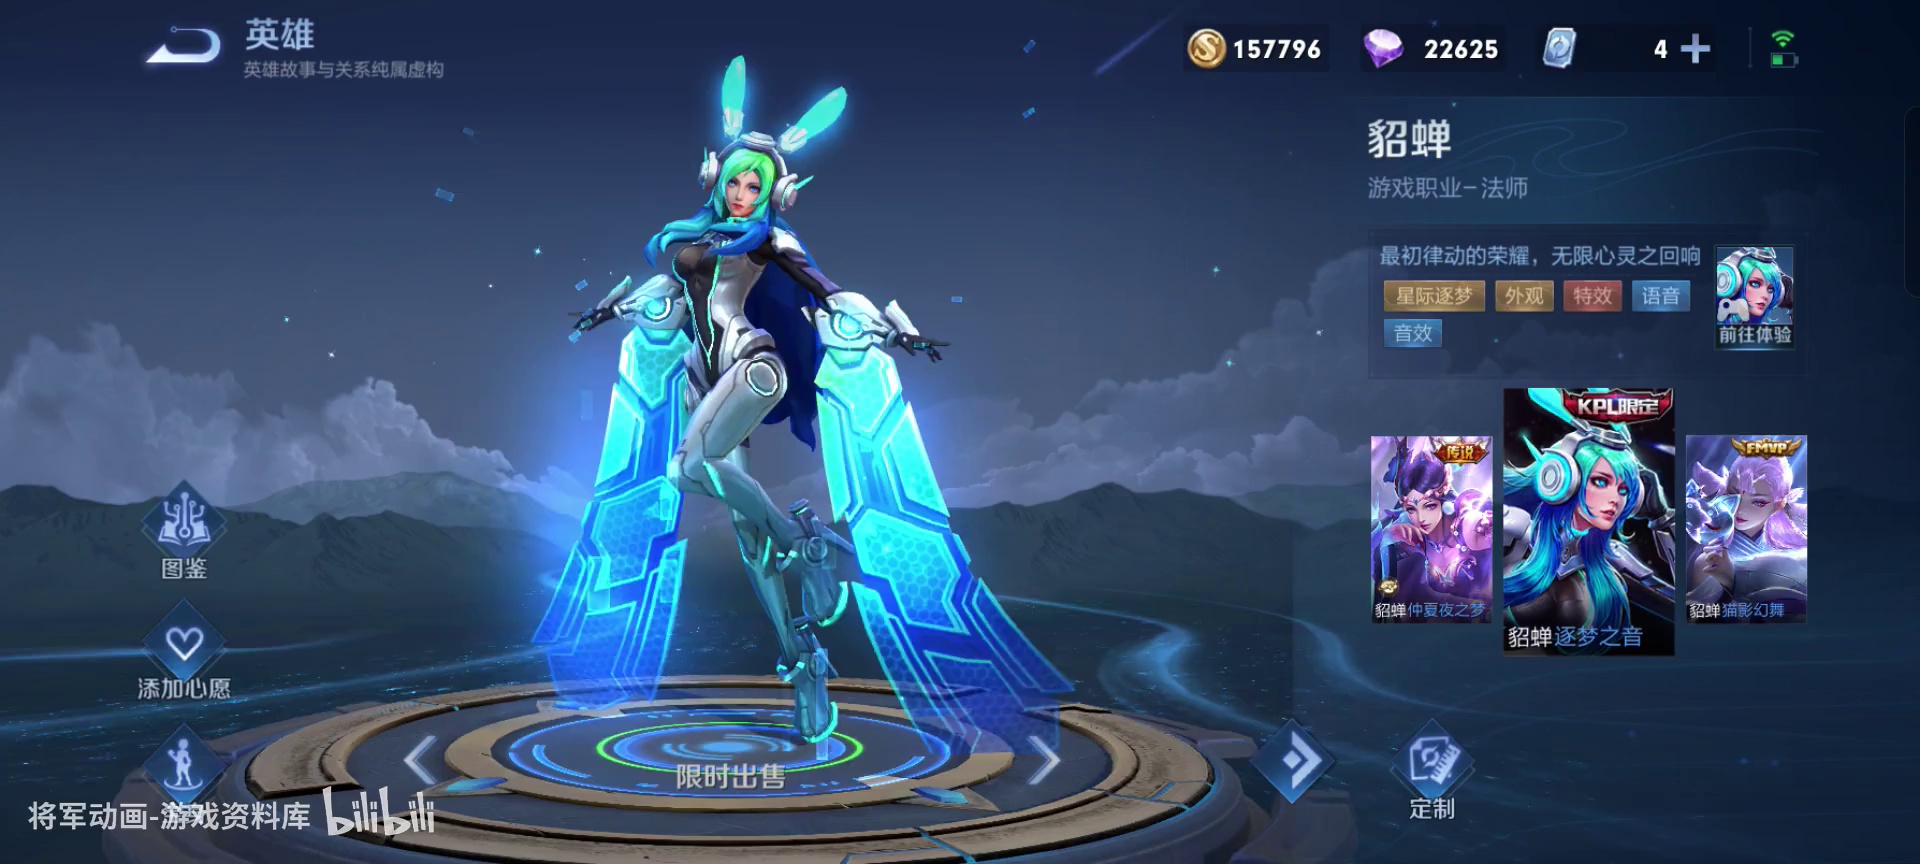 英雄
英雄故事与关系纯属虚构
157796
22625
4
貂蝉
游戏职业-法师
最初律动的荣耀，无限心灵之回响
星际逐梦 外观 特效 语音
音效
前往体验
传说
貂蝉仲夏夜之梦
KPL限定
貂蝉逐梦之音
FMVP
貂蝉猫影幻舞
图鉴
添加心愿
限时出售
定制
将军动画-游戏资料库 bilibili